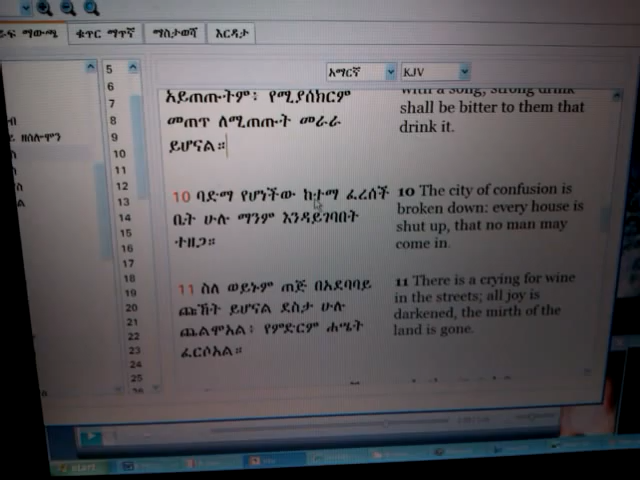 ቁጥር ማጥኛ
ማስታወሻ
እርዳታ
አማርኛ
KJV
5
6
7
8
9
10
11
12
13
14
15
16
17
18
19
20
21
22
23
24
25
ዘሰሎሞን
አይጠጡትም፤ የሚያሰክርም
መጠጥ ለሚጠጡት መራራ
ይሆናል።
with a song; strong drink
shall be bitter to them that
drink it.
10 ባድማ የሆነችው ከተማ ፈረሰች
ቤት ሁሉ ማንም እንዳይገባበት
ተዘጋ።
10 The city of confusion is
broken down: every house is
shut up, that no man may
come in.
11 ስለ ወይኑም ጠጅ በአደባባይ
ጩኸት ይሆናል ደስታ ሁሉ
ጨልሞአል፤ የምድርም ሐሤት
ፈርሶአል።
11 There is a crying for wine
in the streets; all joy is
darkened, the mirth of the
land is gone.
start